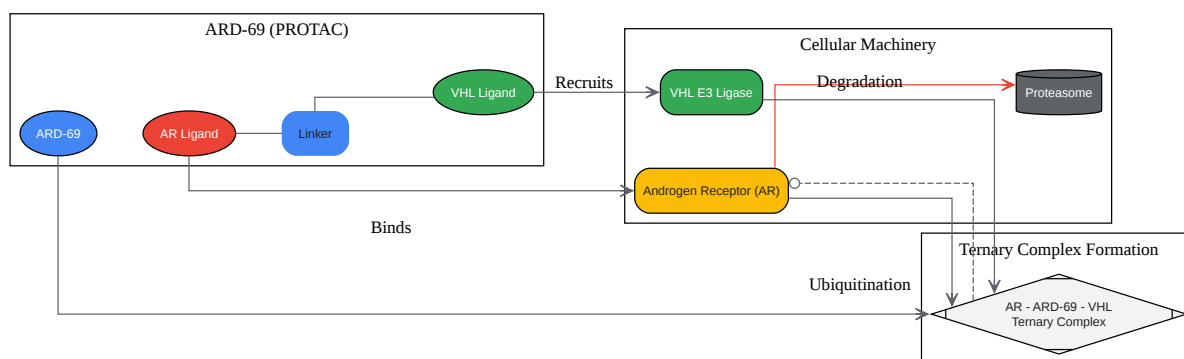 ARD-69 (PROTAC)
Cellular Machinery
VHL Ligand
Recruits
VHL E3 Ligase
Degradation
Proteasome
ARD-69
AR Ligand
Linker
Androgen Receptor (AR)
Binds
Ternary Complex Formation
Ubiquitination
AR - ARD-69 - VHL
Ternary Complex